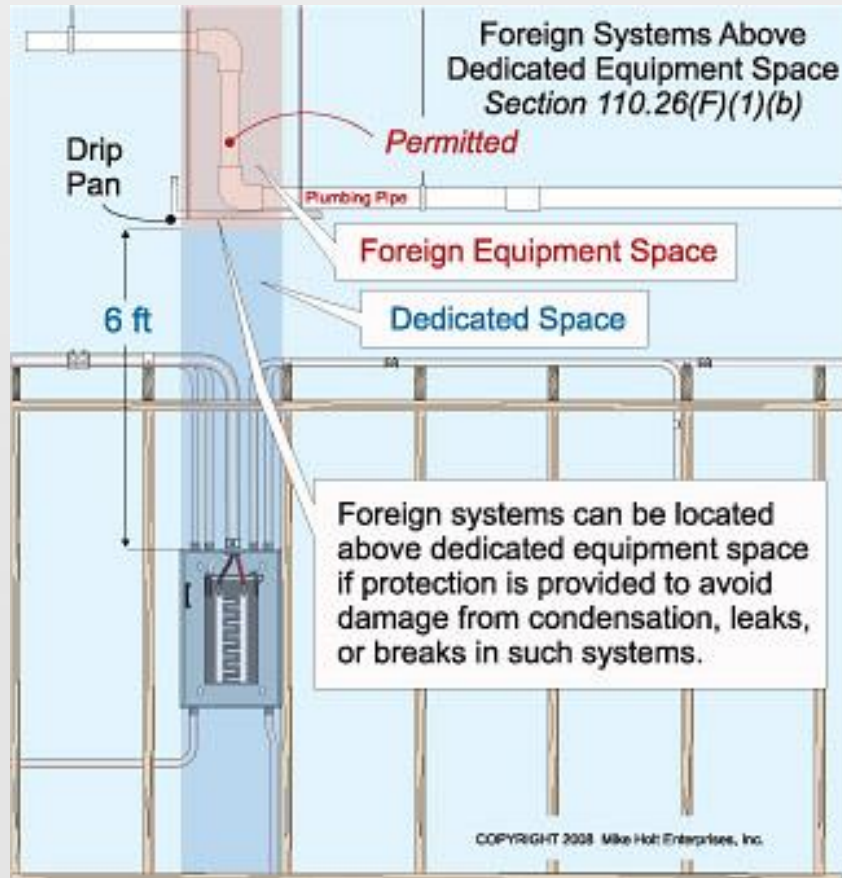 Foreign Systems Above
Dedicated Equipment Space
Section 110.26(F)(1)(b)
Permitted
Drip
Pan
Plumbing Pipe
Foreign Equipment Space
6 ft
Dedicated Space
Foreign systems can be located
above dedicated equipment space
if protection is provided to avoid
damage from condensation, leaks,
or breaks in such systems.
COPYRIGHT 2008 Mike Holt Enterprises, Inc.